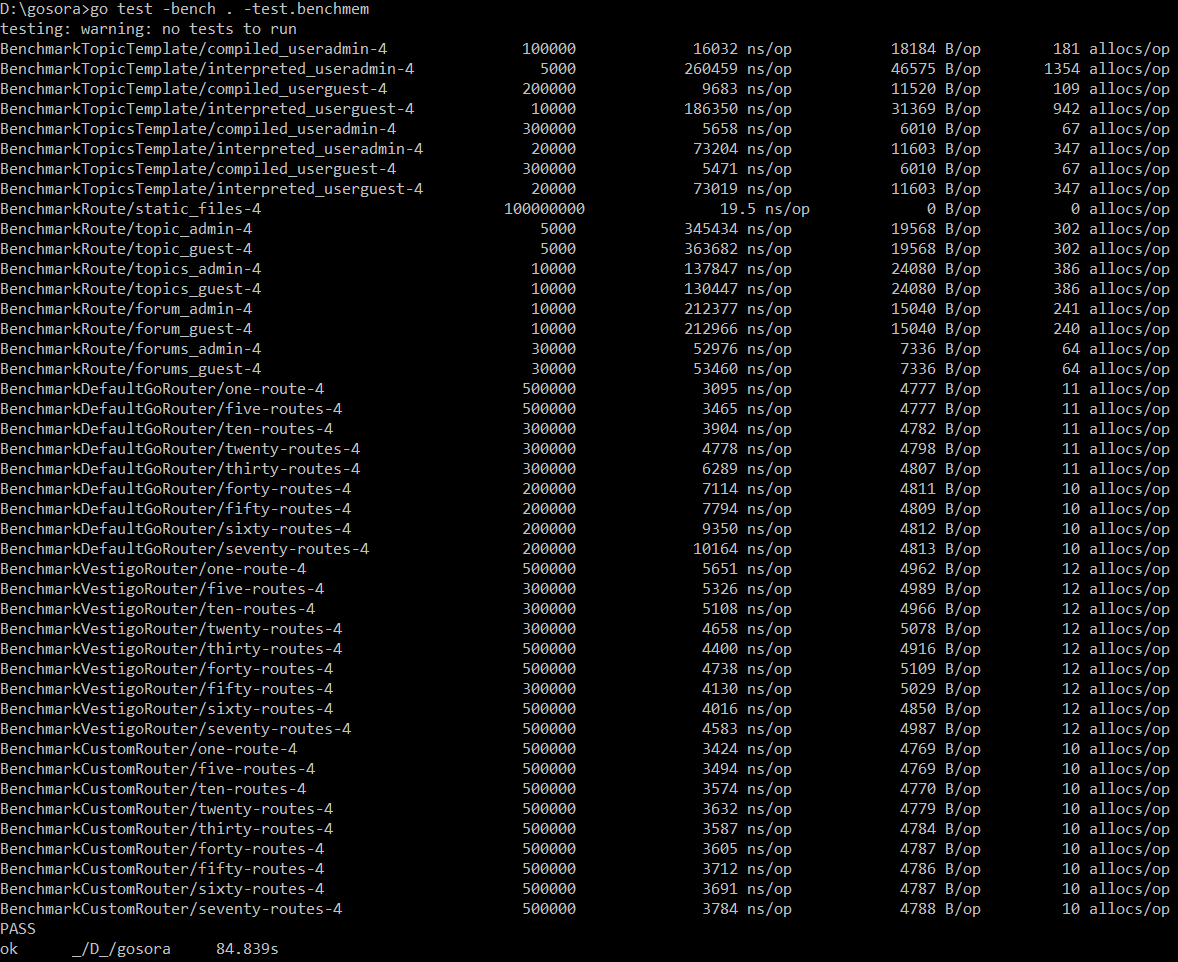 D:\gosora>go test -bench . -test.benchmem
testing: warning: no tests to run
BenchmarkTopicTemplate/compiled_useradmin-4 100000 16032 ns/op 18184 B/op 181 allocs/op
BenchmarkTopicTemplate/interpreted_useradmin-4 5000 260459 ns/op 46575 B/op 1354 allocs/op
BenchmarkTopicTemplate/compiled_userguest-4 200000 9683 ns/op 11520 B/op 109 allocs/op
BenchmarkTopicTemplate/interpreted_userguest-4 10000 186350 ns/op 31369 B/op 942 allocs/op
BenchmarkTopicsTemplate/compiled_useradmin-4 300000 5658 ns/op 6010 B/op 67 allocs/op
BenchmarkTopicsTemplate/interpreted_useradmin-4 20000 73204 ns/op 11603 B/op 347 allocs/op
BenchmarkTopicsTemplate/compiled_userguest-4 300000 5471 ns/op 6010 B/op 67 allocs/op
BenchmarkTopicsTemplate/interpreted_userguest-4 20000 73019 ns/op 11603 B/op 347 allocs/op
BenchmarkRoute/static_files-4 100000000 19.5 ns/op 0 B/op 0 allocs/op
BenchmarkRoute/topic_admin-4 5000 345434 ns/op 19568 B/op 302 allocs/op
BenchmarkRoute/topic_guest-4 5000 363682 ns/op 19568 B/op 302 allocs/op
BenchmarkRoute/topics_admin-4 10000 137847 ns/op 24080 B/op 386 allocs/op
BenchmarkRoute/topics_guest-4 10000 130447 ns/op 24080 B/op 386 allocs/op
BenchmarkRoute/forum_admin-4 10000 212377 ns/op 15040 B/op 241 allocs/op
BenchmarkRoute/forum_guest-4 10000 212966 ns/op 15040 B/op 240 allocs/op
BenchmarkRoute/forums_admin-4 30000 52976 ns/op 7336 B/op 64 allocs/op
BenchmarkRoute/forums_guest-4 30000 53460 ns/op 7336 B/op 64 allocs/op
BenchmarkDefaultGoRouter/one-route-4 500000 3095 ns/op 4777 B/op 11 allocs/op
BenchmarkDefaultGoRouter/five-routes-4 500000 3465 ns/op 4777 B/op 11 allocs/op
BenchmarkDefaultGoRouter/ten-routes-4 300000 3904 ns/op 4782 B/op 11 allocs/op
BenchmarkDefaultGoRouter/twenty-routes-4 300000 4778 ns/op 4798 B/op 11 allocs/op
BenchmarkDefaultGoRouter/thirty-routes-4 300000 6289 ns/op 4807 B/op 11 allocs/op
BenchmarkDefaultGoRouter/forty-routes-4 200000 7114 ns/op 4811 B/op 10 allocs/op
BenchmarkDefaultGoRouter/fifty-routes-4 200000 7794 ns/op 4809 B/op 10 allocs/op
BenchmarkDefaultGoRouter/sixty-routes-4 200000 9350 ns/op 4812 B/op 10 allocs/op
BenchmarkDefaultGoRouter/seventy-routes-4 200000 10164 ns/op 4813 B/op 10 allocs/op
BenchmarkVestigoRouter/one-route-4 500000 5651 ns/op 4962 B/op 12 allocs/op
BenchmarkVestigoRouter/five-routes-4 300000 5326 ns/op 4989 B/op 12 allocs/op
BenchmarkVestigoRouter/ten-routes-4 300000 5108 ns/op 4966 B/op 12 allocs/op
BenchmarkVestigoRouter/twenty-routes-4 300000 4658 ns/op 5078 B/op 12 allocs/op
BenchmarkVestigoRouter/thirty-routes-4 500000 4400 ns/op 4916 B/op 12 allocs/op
BenchmarkVestigoRouter/forty-routes-4 500000 4738 ns/op 5109 B/op 12 allocs/op
BenchmarkVestigoRouter/fifty-routes-4 300000 4130 ns/op 5029 B/op 12 allocs/op
BenchmarkVestigoRouter/sixty-routes-4 500000 4016 ns/op 4850 B/op 12 allocs/op
BenchmarkVestigoRouter/seventy-routes-4 500000 4583 ns/op 4987 B/op 12 allocs/op
BenchmarkCustomRouter/one-route-4 500000 3424 ns/op 4769 B/op 10 allocs/op
BenchmarkCustomRouter/five-routes-4 500000 3494 ns/op 4769 B/op 10 allocs/op
BenchmarkCustomRouter/ten-routes-4 500000 3574 ns/op 4770 B/op 10 allocs/op
BenchmarkCustomRouter/twenty-routes-4 500000 3632 ns/op 4779 B/op 10 allocs/op
BenchmarkCustomRouter/thirty-routes-4 500000 3587 ns/op 4784 B/op 10 allocs/op
BenchmarkCustomRouter/forty-routes-4 500000 3605 ns/op 4787 B/op 10 allocs/op
BenchmarkCustomRouter/fifty-routes-4 500000 3712 ns/op 4786 B/op 10 allocs/op
BenchmarkCustomRouter/sixty-routes-4 500000 3691 ns/op 4787 B/op 10 allocs/op
BenchmarkCustomRouter/seventy-routes-4 500000 3784 ns/op 4788 B/op 10 allocs/op
PASS
ok _/D_/gosora 84.839s